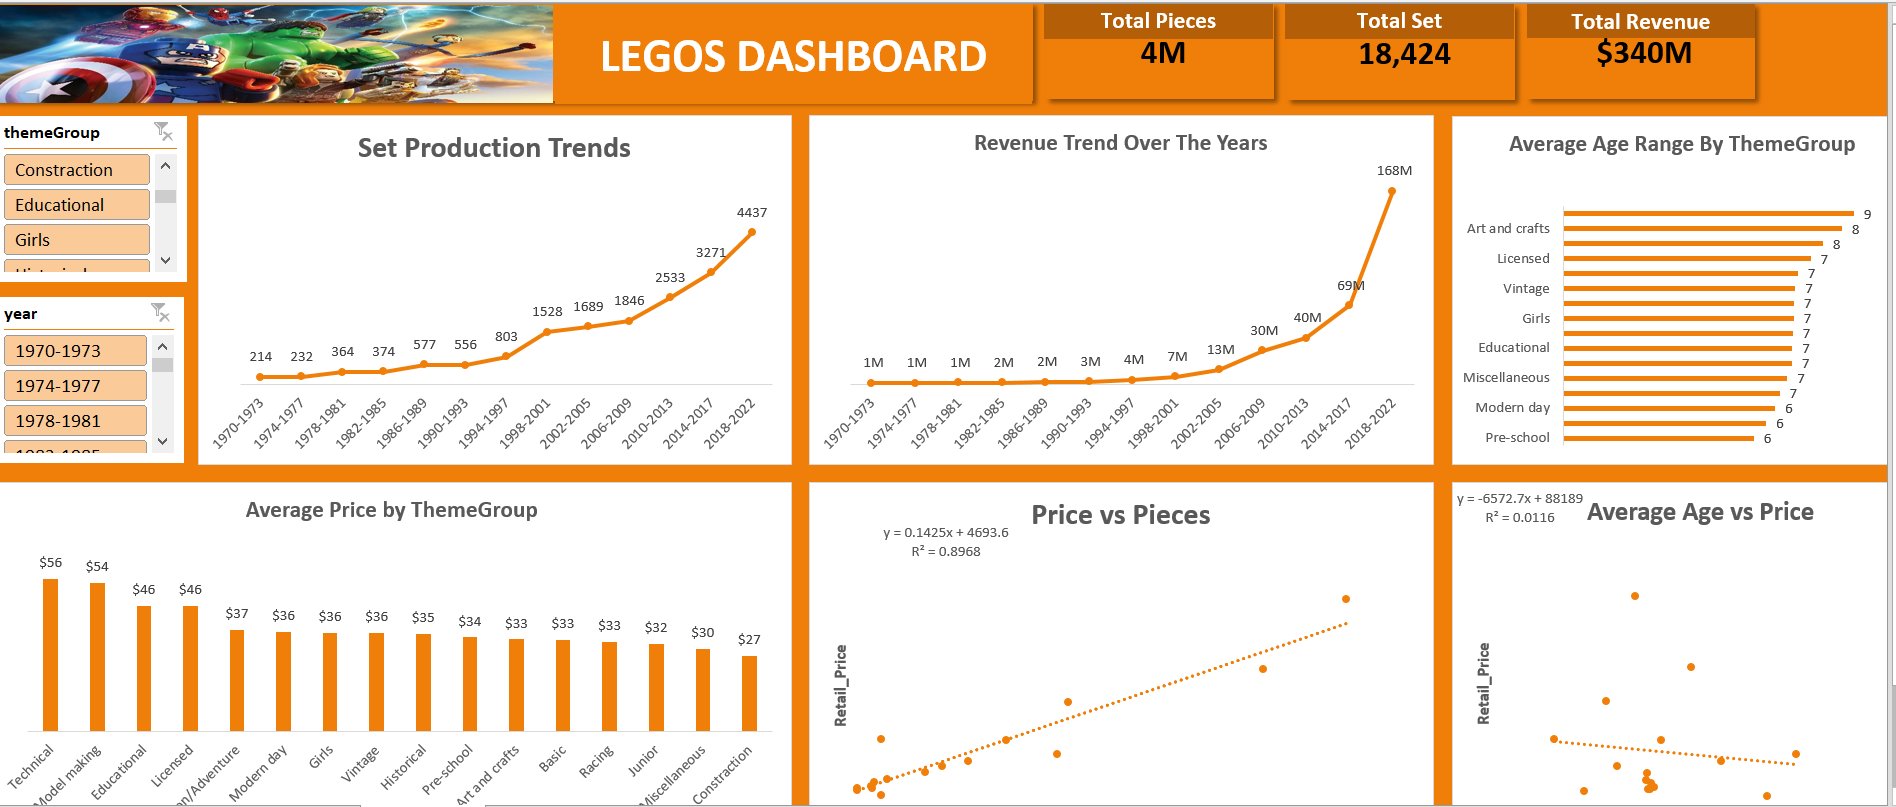 LEGOS DASHBOARD
Total Pieces
4M
Total Set
18,424
Total Revenue
$340M
themeGroup
Constraction
Educational
Girls
year
1970-1973
1974-1977
1978-1981
Set Production Trends
214
232
364
374
577
556
803
1528
1689
1846
2533
3271
4437
1970-1973
1974-1977
1978-1981
1982-1985
1986-1989
1990-1993
1994-1997
1998-2001
2002-2005
2006-2009
2010-2013
2014-2017
2018-2022
Revenue Trend Over The Years
1M
1M
1M
2M
2M
3M
4M
7M
13M
30M
40M
69M
168M
1970-1973
1974-1977
1978-1981
1982-1985
1986-1989
1990-1993
1994-1997
1998-2001
2002-2005
2006-2009
2010-2013
2014-2017
2018-2022
Average Age Range By ThemeGroup
9
Art and crafts 8
8
Licensed 7
7
Vintage 7
7
Girls 7
7
Educational 7
7
Miscellaneous 7
7
Modern day 6
6
Pre-school 6
Average Price by ThemeGroup
$56
$54
$46
$46
$37
$36
$36
$36
$35
$34
$33
$33
$33
$32
$30
$27
Technical
Model making
Educational
Licensed
on/Adventure
Modern day
Girls
Vintage
Historical
Pre-school
Art and crafts
Basic
Racing
Junior
Miscellaneous
Constraction
Price vs Pieces
y = 0.1425x + 4693.6
R² = 0.8968
Retail_Price
y = -6572.7x + 88189
R² = 0.0116
Average Age vs Price
Retail_Price